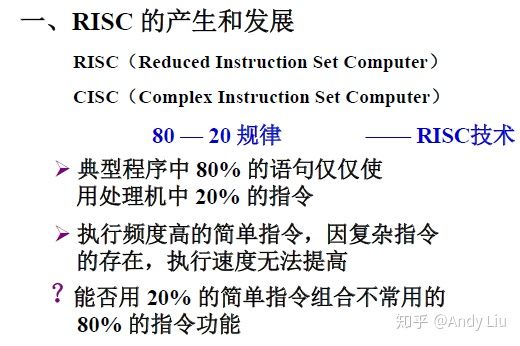 一、RISC 的产生和发展
RISC（Reduced Instruction Set Computer）
CISC（Complex Instruction Set Computer）
80 — 20 规律 —— RISC技术
➤ 典型程序中 80% 的语句仅仅使
用处理机中 20% 的指令
➤ 执行频度高的简单指令，因复杂指令
的存在，执行速度无法提高
? 能否用 20% 的简单指令组合不常用的
80% 的指令功能
知乎 @Andy Liu